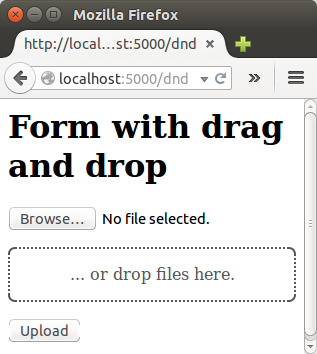 Mozilla Firefox
http://local...st:5000/dnd
localhost:5000/dnd
Form with drag
and drop
Browse... No file selected.
... or drop files here.
Upload